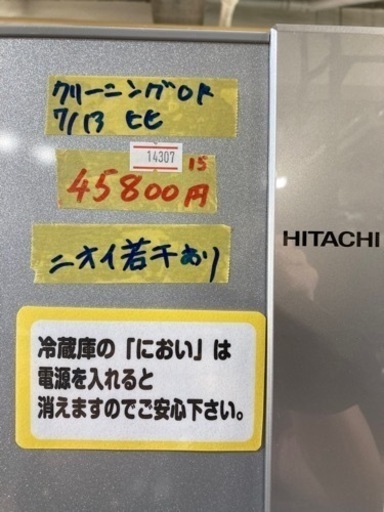 クリーニングOK
7/13 ヒヒ
14307
15
45800円
HITACHI
ニオイ若干あり
冷蔵庫の「におい」は
電源を入れると
消えますのでご安心下さい。